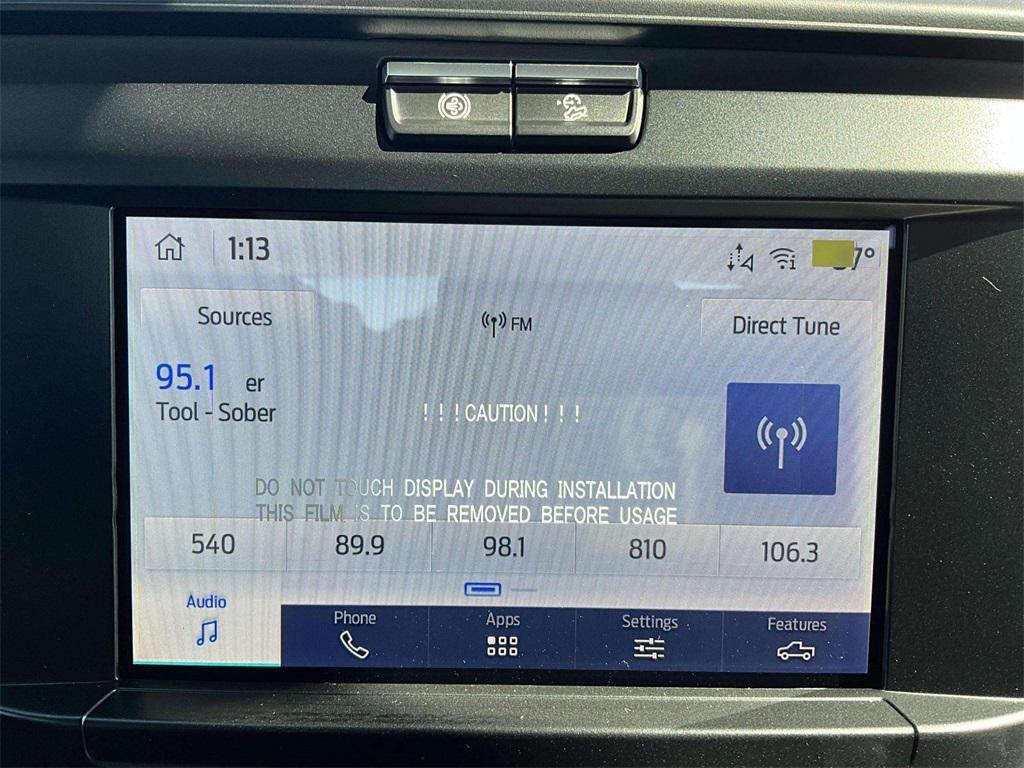 1:13
7°
Sources
FM
Direct Tune
95.1 er
Tool - Sober
!!!CAUTION!!!
DO NOT TOUCH DISPLAY DURING INSTALLATION
THIS FILM IS TO BE REMOVED BEFORE USAGE
540 89.9 98.1 810 106.3
Audio Phone Apps Settings Features